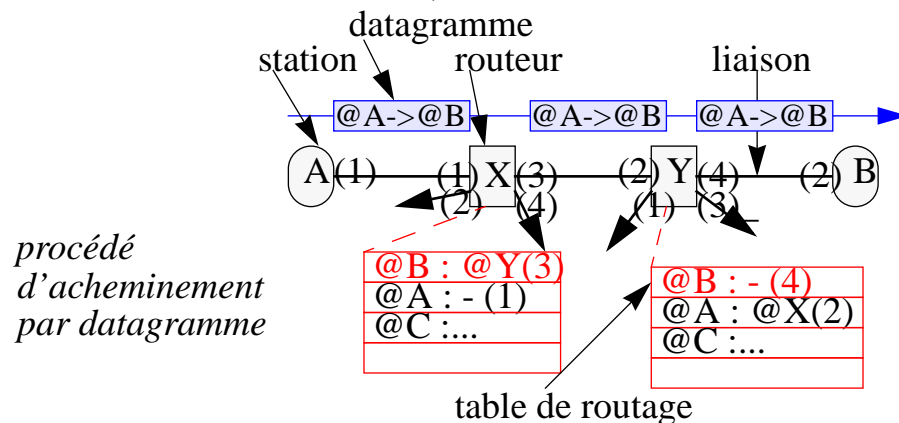 datagramme
station routeur liaison
@A->@B @A->@B @A->@B
A (1) (1) X (3) (2) Y (4) (2) B
(2) (4) (1) (3)
procédé
d'acheminement
par datagramme
@B : @Y(3)
@A : - (1)
@C :...
@B : - (4)
@A : @X(2)
@C :...
table de routage